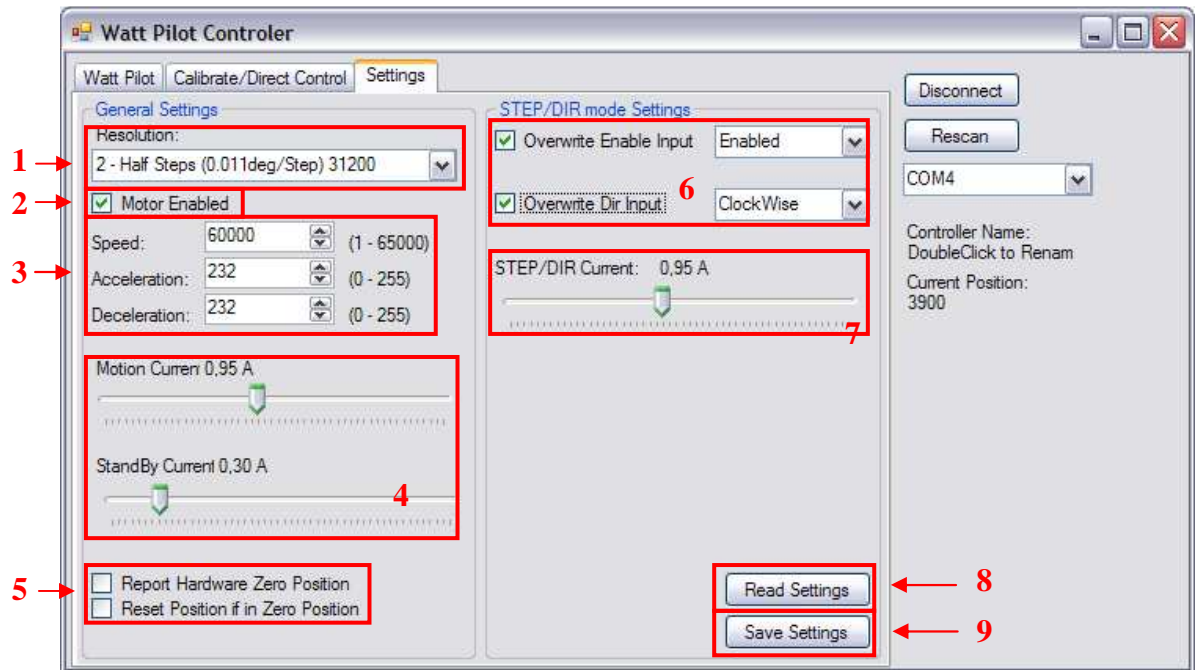 Watt Pilot Controler
Watt Pilot Calibrate/Direct Control Settings
General Settings
Resolution:
1
2 - Half Steps (0.011deg/Step) 31200
2
Motor Enabled
3
Speed: 60000 (1 - 65000)
Acceleration: 232 (0 - 255)
Deceleration: 232 (0 - 255)
Motion Curren 0,95 A
StandBy Current 0,30 A
4
5
Report Hardware Zero Position
Reset Position if in Zero Position
STEP/DIR mode Settings
Overwrite Enable Input Enabled
6
Overwrite Dir Input ClockWise
STEP/DIR Current: 0,95 A
7
Read Settings 8
Save Settings 9
Disconnect
Rescan
COM4
Controller Name:
DoubleClick to Renam
Current Position:
3900